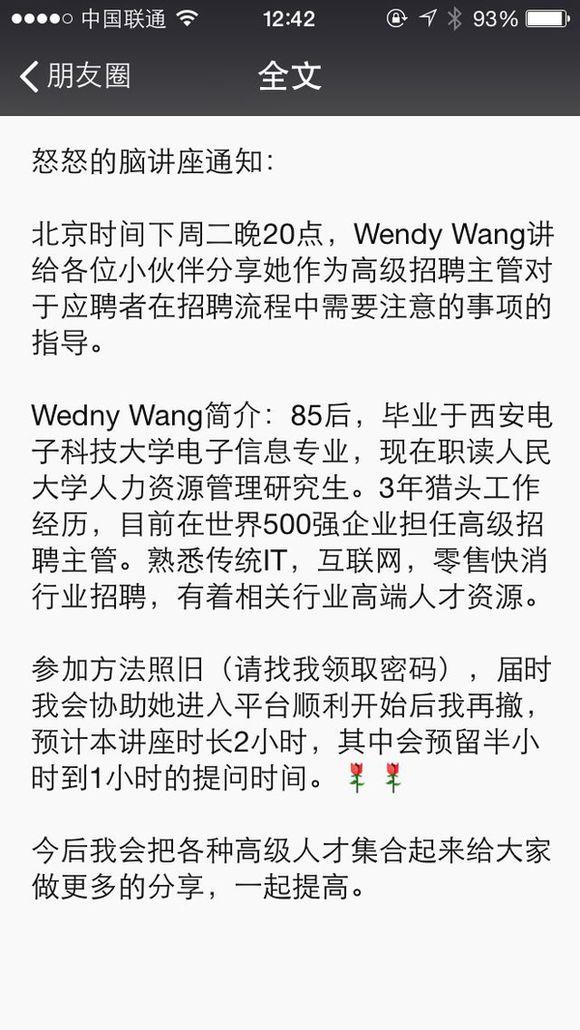 中国联通 12:42 93%
朋友圈 全文
怒怒的脑讲座通知：
北京时间下周二晚20点，Wendy Wang讲
给各位小伙伴分享她作为高级招聘主管对
于应聘者在招聘流程中需要注意的事项的
指导。
Wedny Wang简介：85后，毕业于西安电
子科技大学电子信息专业，现在职读人民
大学人力资源管理研究生。3年猎头工作
经历，目前在世界500强企业担任高级招
聘主管。熟悉传统IT，互联网，零售快消
行业招聘，有着相关行业高端人才资源。
参加方法照旧（请找我领取密码），届时
我会协助她进入平台顺利开始后我再撤，
预计本讲座时长2小时，其中会预留半小
时到1小时的提问时间。🌹🌹
今后我会把各种高级人才集合起来给大家
做更多的分享，一起提高。